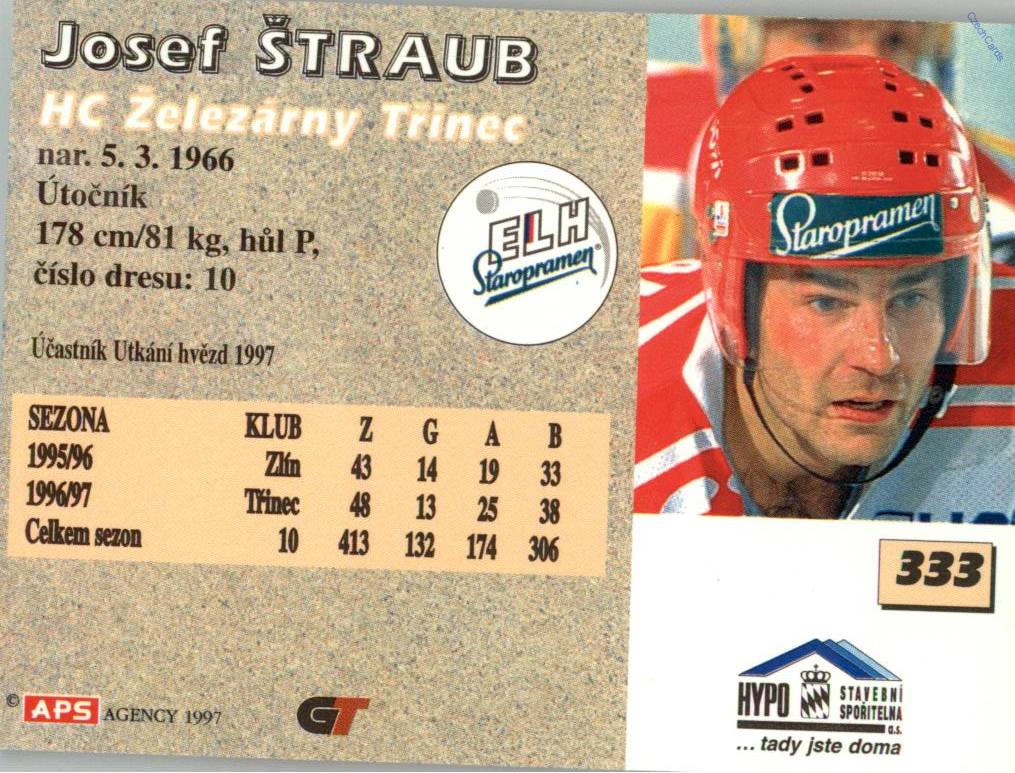 Josef ŠTRAUB
HC Železárny Třinec
nar. 5. 3. 1966
Útočník
178 cm/81 kg, hůl P,
číslo dresu: 10
ELH
Staropramen
Účastník Utkání hvězd 1997
SEZONA KLUB Z G A B
1995/96 Zlín 43 14 19 33
1996/97 Třinec 48 13 25 38
Celkem sezon 10 413 132 174 306
© APS AGENCY 1997
GT
CzechCards
Staropramen
333
HYPO STAVEBNÍ
SPOŘITELNA
a.s.
... tady jste doma